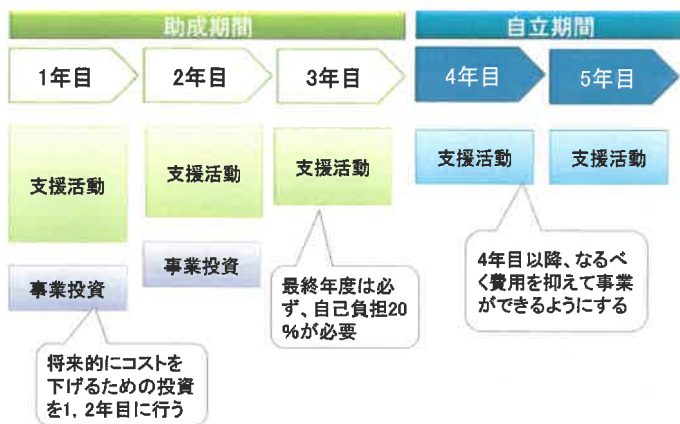 助成期間
自立期間
1年目
2年目
3年目
4年目
5年目
支援活動
支援活動
支援活動
支援活動
支援活動
事業投資
事業投資
最終年度は必
ず、自己負担20
%が必要
4年目以降、なるべ
く費用を抑えて事業
ができるようにする
将来的にコストを
下げるための投資
を1，2年目に行う